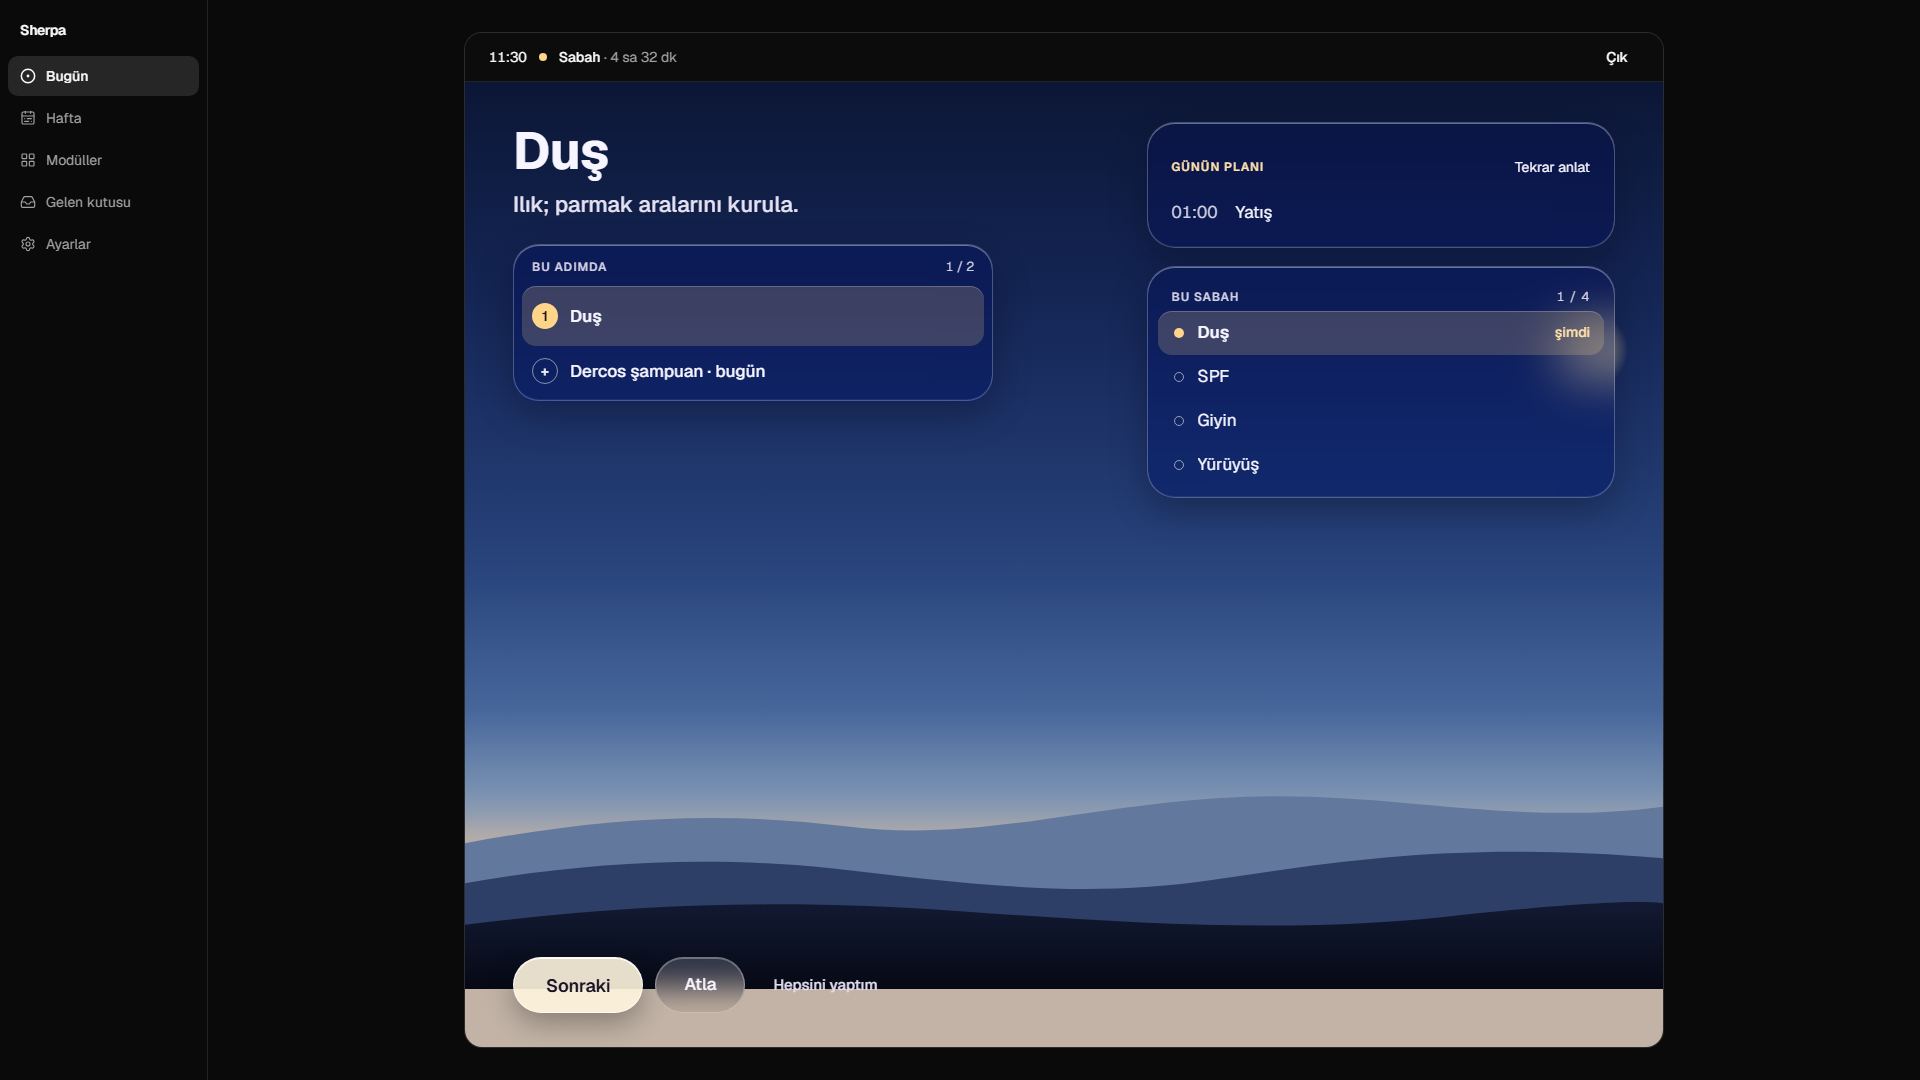 Sherpa
Bugün
Hafta
Modüller
Gelen kutusu
Ayarlar
11:30 Sabah · 4 sa 32 dk Çık
Duş
Ilık; parmak aralarını kurula.
BU ADIMDA 1 / 2
1 Duş
+ Dercos şampuan · bugün
GÜNÜN PLANI Tekrar anlat
01:00 Yatış
BU SABAH 1 / 4
Duş şimdi
SPF
Giyin
Yürüyüş
Sonraki Atla Hepsini yaptım